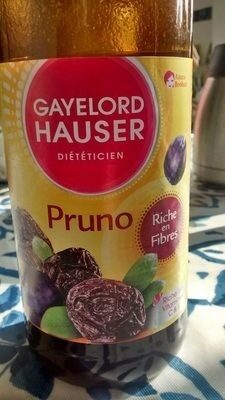 GAYELORD
HAUSER
DIÉTÉTICIEN
Pruno
Riche
en
Fibres